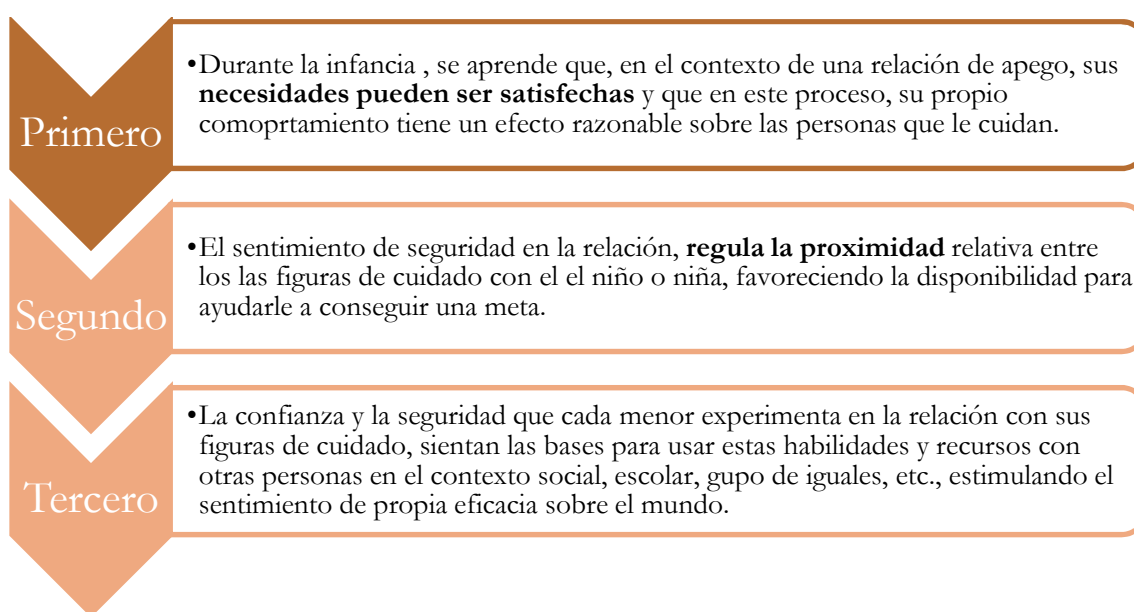 Primero
•Durante la infancia , se aprende que, en el contexto de una relación de apego, sus
necesidades pueden ser satisfechas y que en este proceso, su propio
comoprtamiento tiene un efecto razonable sobre las personas que le cuidan.
Segundo
•El sentimiento de seguridad en la relación, regula la proximidad relativa entre
los las figuras de cuidado con el el niño o niña, favoreciendo la disponibilidad para
ayudarle a conseguir una meta.
Tercero
•La confianza y la seguridad que cada menor experimenta en la relación con sus
figuras de cuidado, sientan las bases para usar estas habilidades y recursos con
otras personas en el contexto social, escolar, gupo de iguales, etc., estimulando el
sentimiento de propia eficacia sobre el mundo.